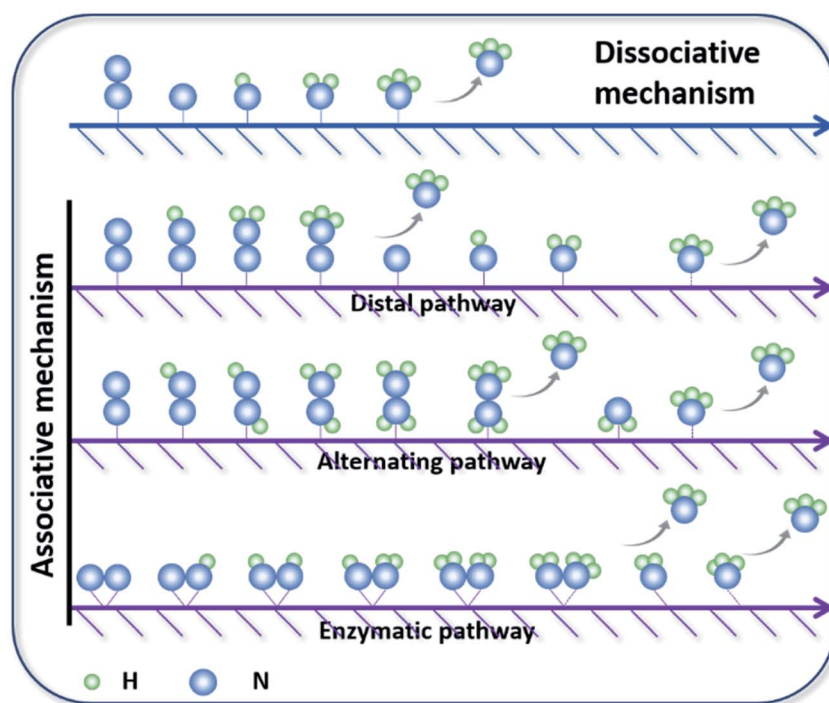 Dissociative
mechanism
Associative mechanism
Distal pathway
Alternating pathway
Enzymatic pathway
H
N